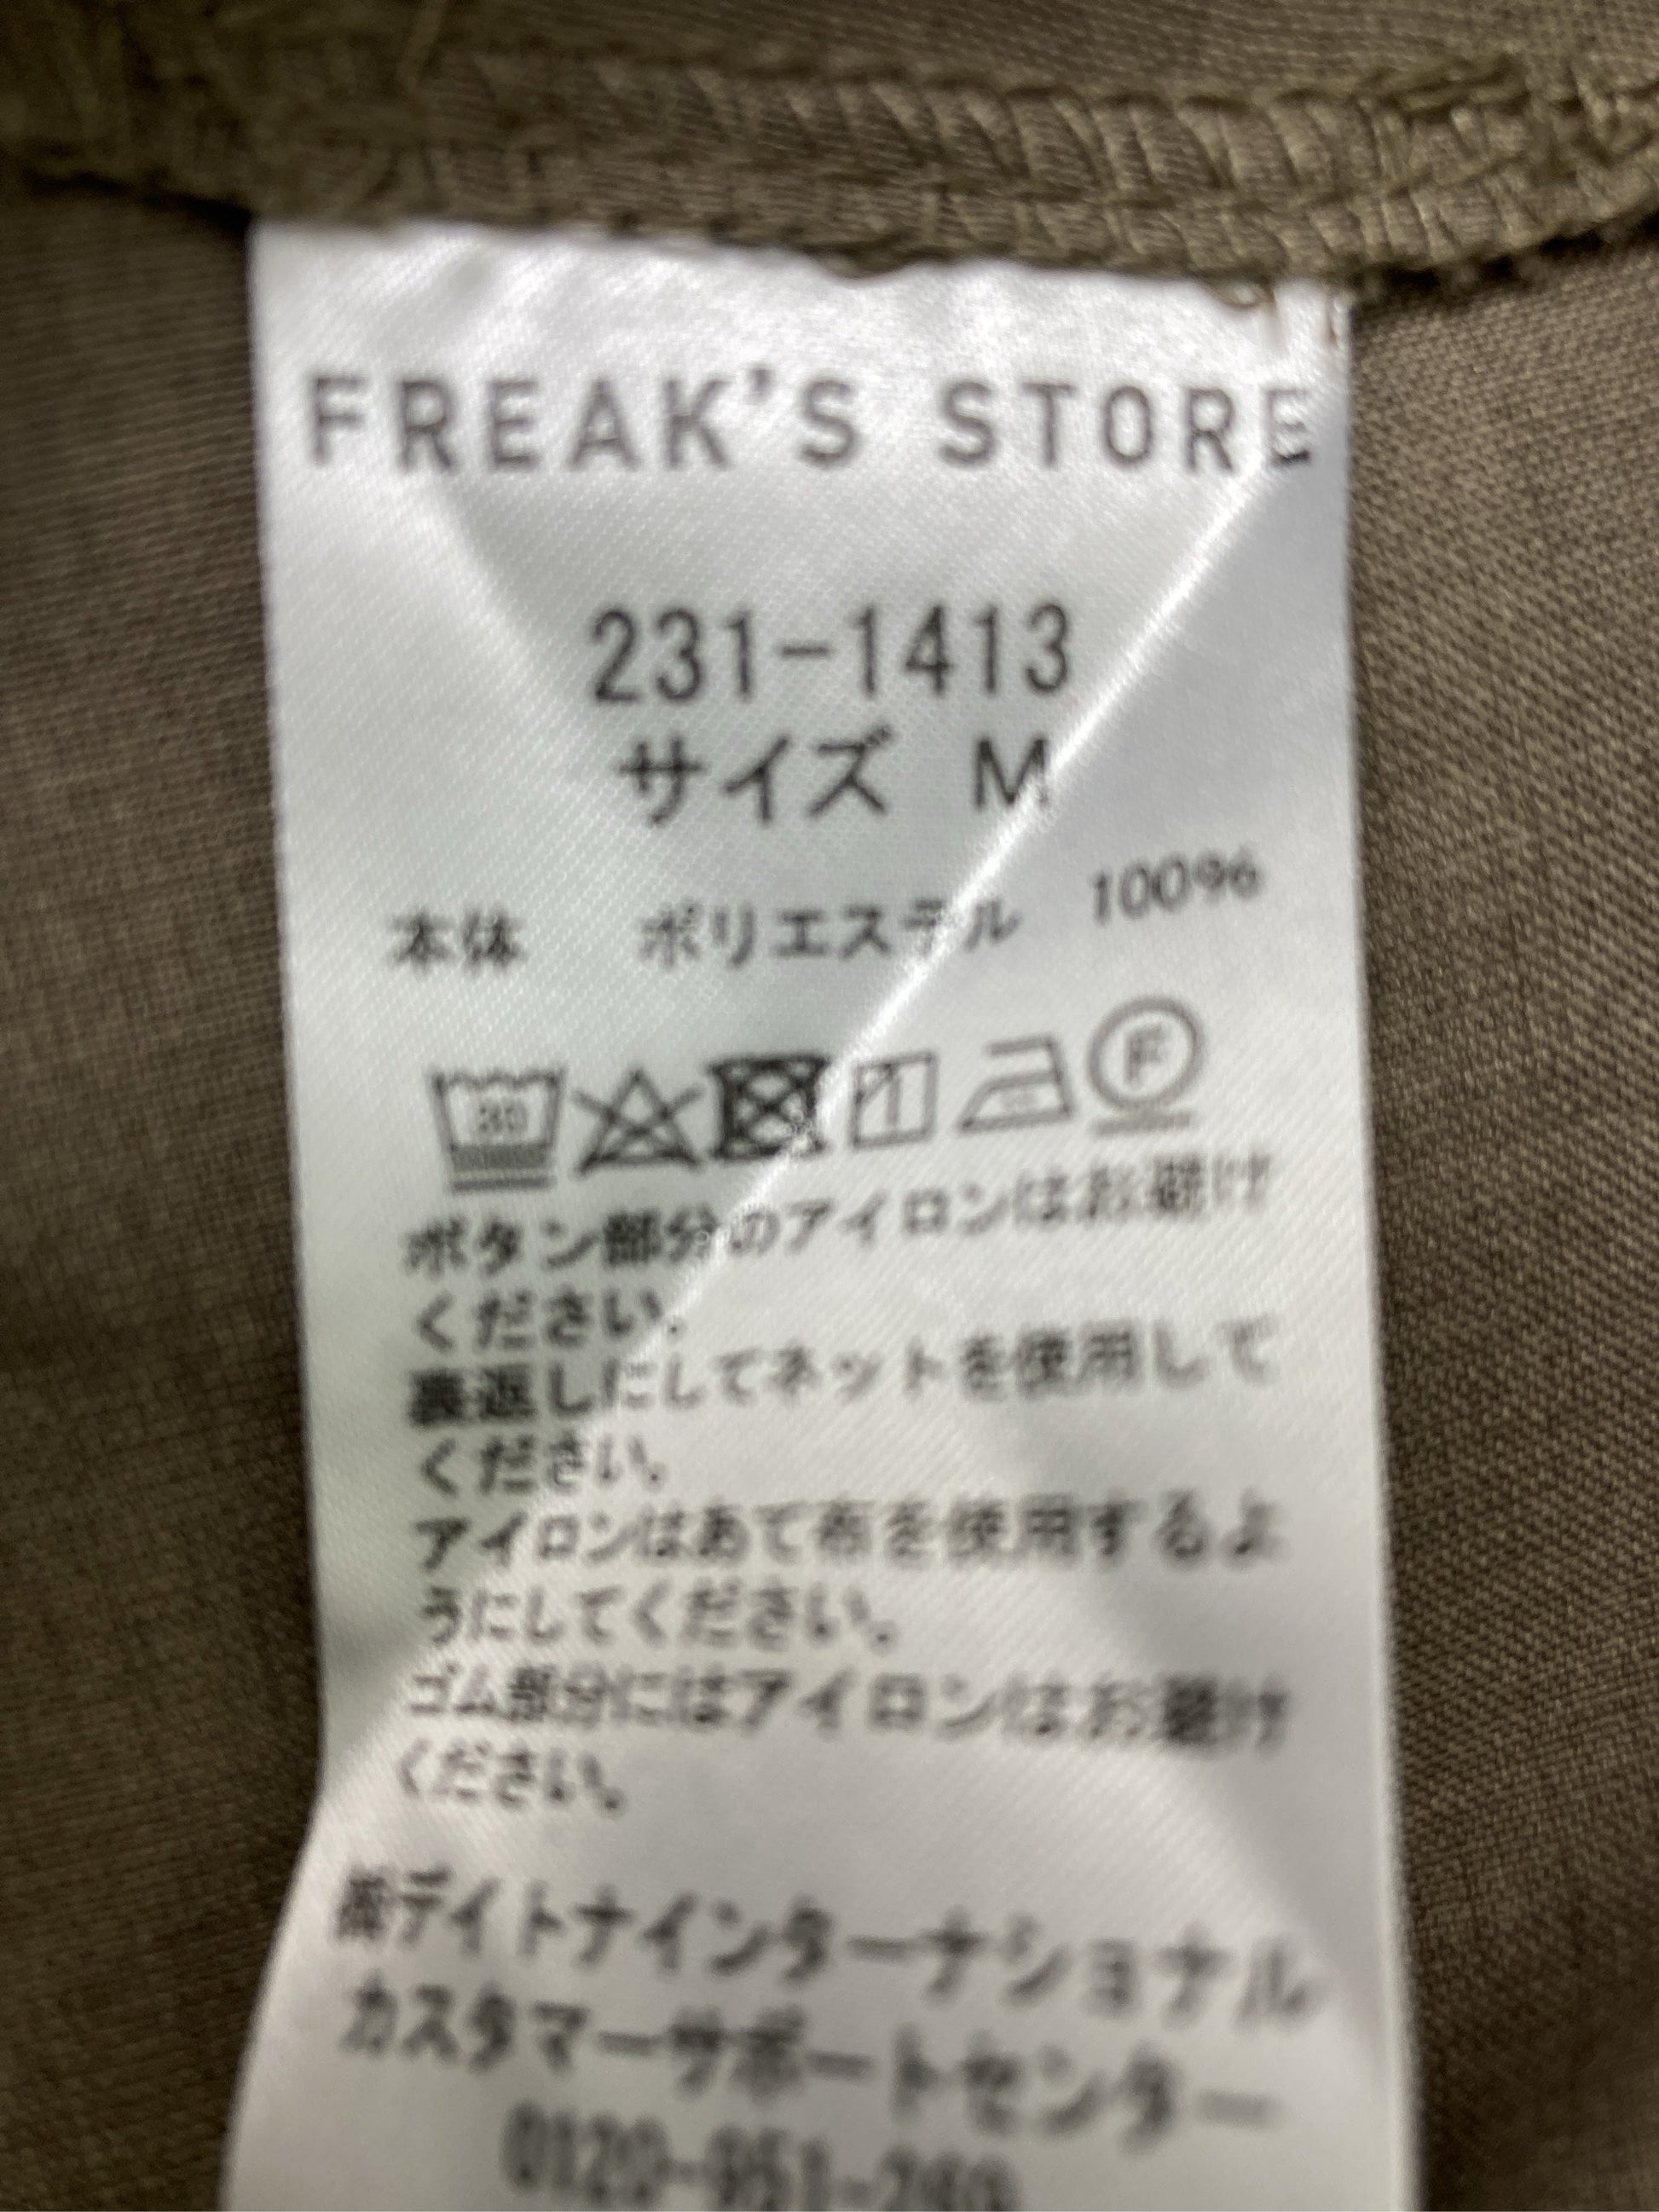 FREAK'S STORE
231-1413
サイズ M
本体 ポリエステル 100%
30
F
ボタン部分のアイロンはお避け
ください。
裏返しにしてネットを使用して
ください。
アイロンはあて布を使用するよ
うにしてください。
ゴム部分にはアイロンはお避け
ください。
㈱デイトナインターナショナル
カスタマーサポートセンター